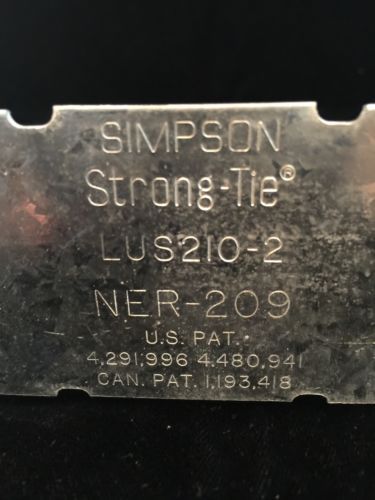 SIMPSON
Strong-Tie®
LUS210-2
NER-209
U.S. PAT.
4,291,996 4,480,941
CAN. PAT. 1,193,418